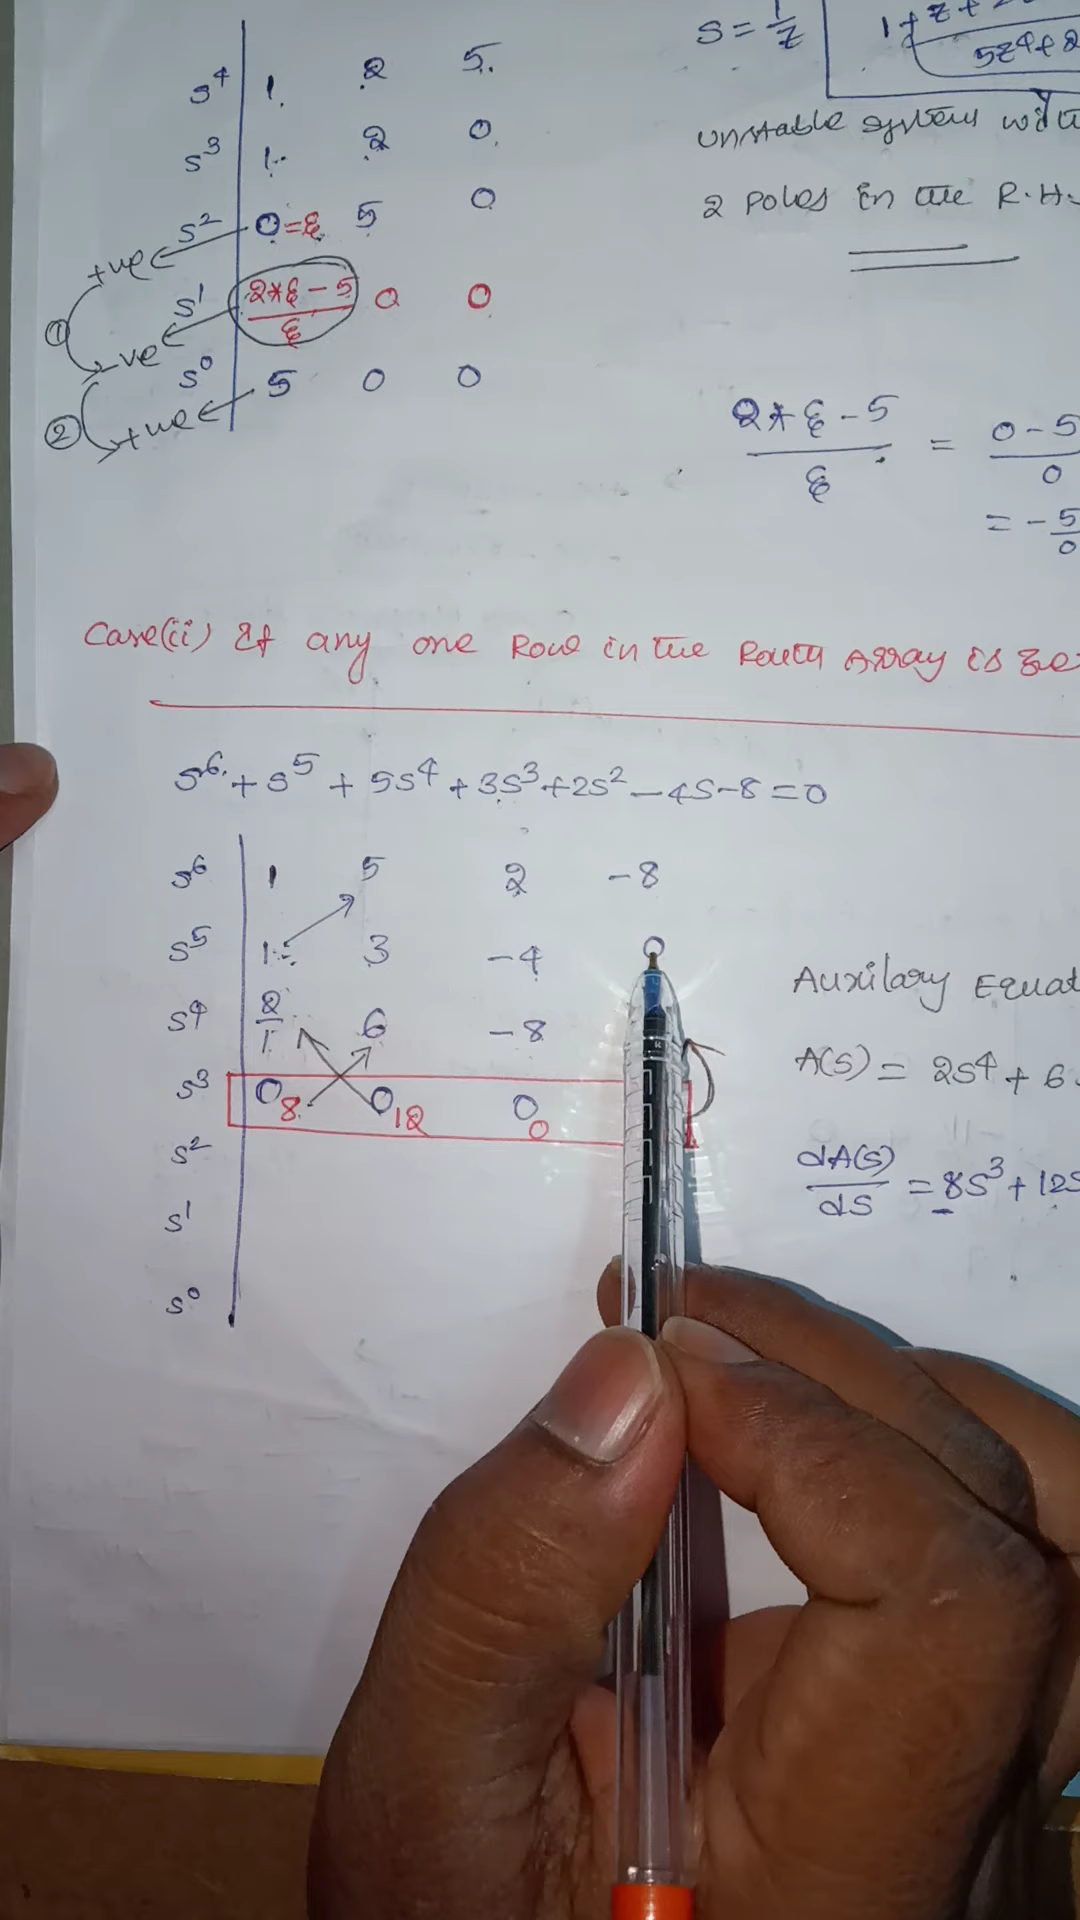 s⁴ 1 2 5
s³ 1 2 0
s² 0=ε 5 0
+ve
s¹ (2*ε-5)/ε 0 0
① -ve
s⁰ 5 0 0
② +ve
s = 1/z
1+ z+
5z⁴+2
unstable system with
2 Poles in the R.H.
(2*ε-5)/ε = (0-5)/0
= -5/0
Case(ii) If any one Row in the Routh Array is
s⁶+s⁵+5s⁴+3s³+2s²-4s-8=0
s⁶ 1 5 2 -8
s⁵ 1 3 -4 0
s⁴ 2/1 6 -8
s³ 0 8 0 12 0 0
s²
s¹
s⁰
Auxilary Equat
A(s) = 2s⁴+6
dA(s)/ds = 8s³+12s